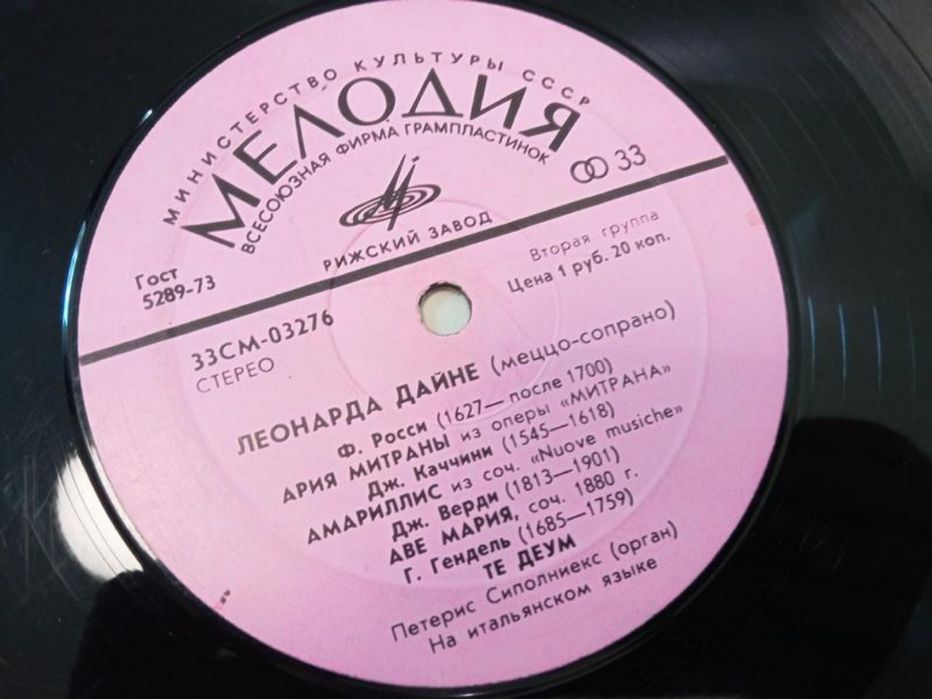 МИНИСТЕРСТВО КУЛЬТУРЫ СССР
МЕЛОДИЯ
ВСЕСОЮЗНАЯ ФИРМА ГРАМПЛАСТИНОК
33
РИЖСКИЙ ЗАВОД
Гост
5289-73
Вторая группа
Цена 1 руб. 20 коп.
33СМ-03276
СТЕРЕО
ЛЕОНАРДА ДАЙНЕ (меццо-сопрано)
Ф. Росси (1627— после 1700)
АРИЯ МИТРАНЫ из оперы «МИТРАНА»
Дж. Каччини (1545—1618)
АМАРИЛЛИС из соч. «Nuove musiche»
Дж. Верди (1813—1901)
АВЕ МАРИЯ, соч. 1880 г.
Г. Гендель (1685—1759)
ТЕ ДЕУМ
Петерис Сиполниекс (орган)
На итальянском языке